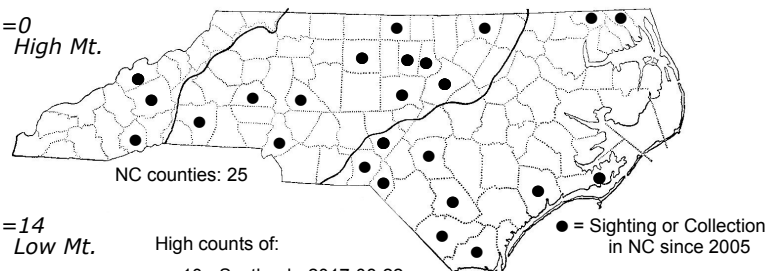 =0
High Mt.
NC counties: 25
=14
Low Mt.
High counts of:
● = Sighting or Collection
in NC since 2005